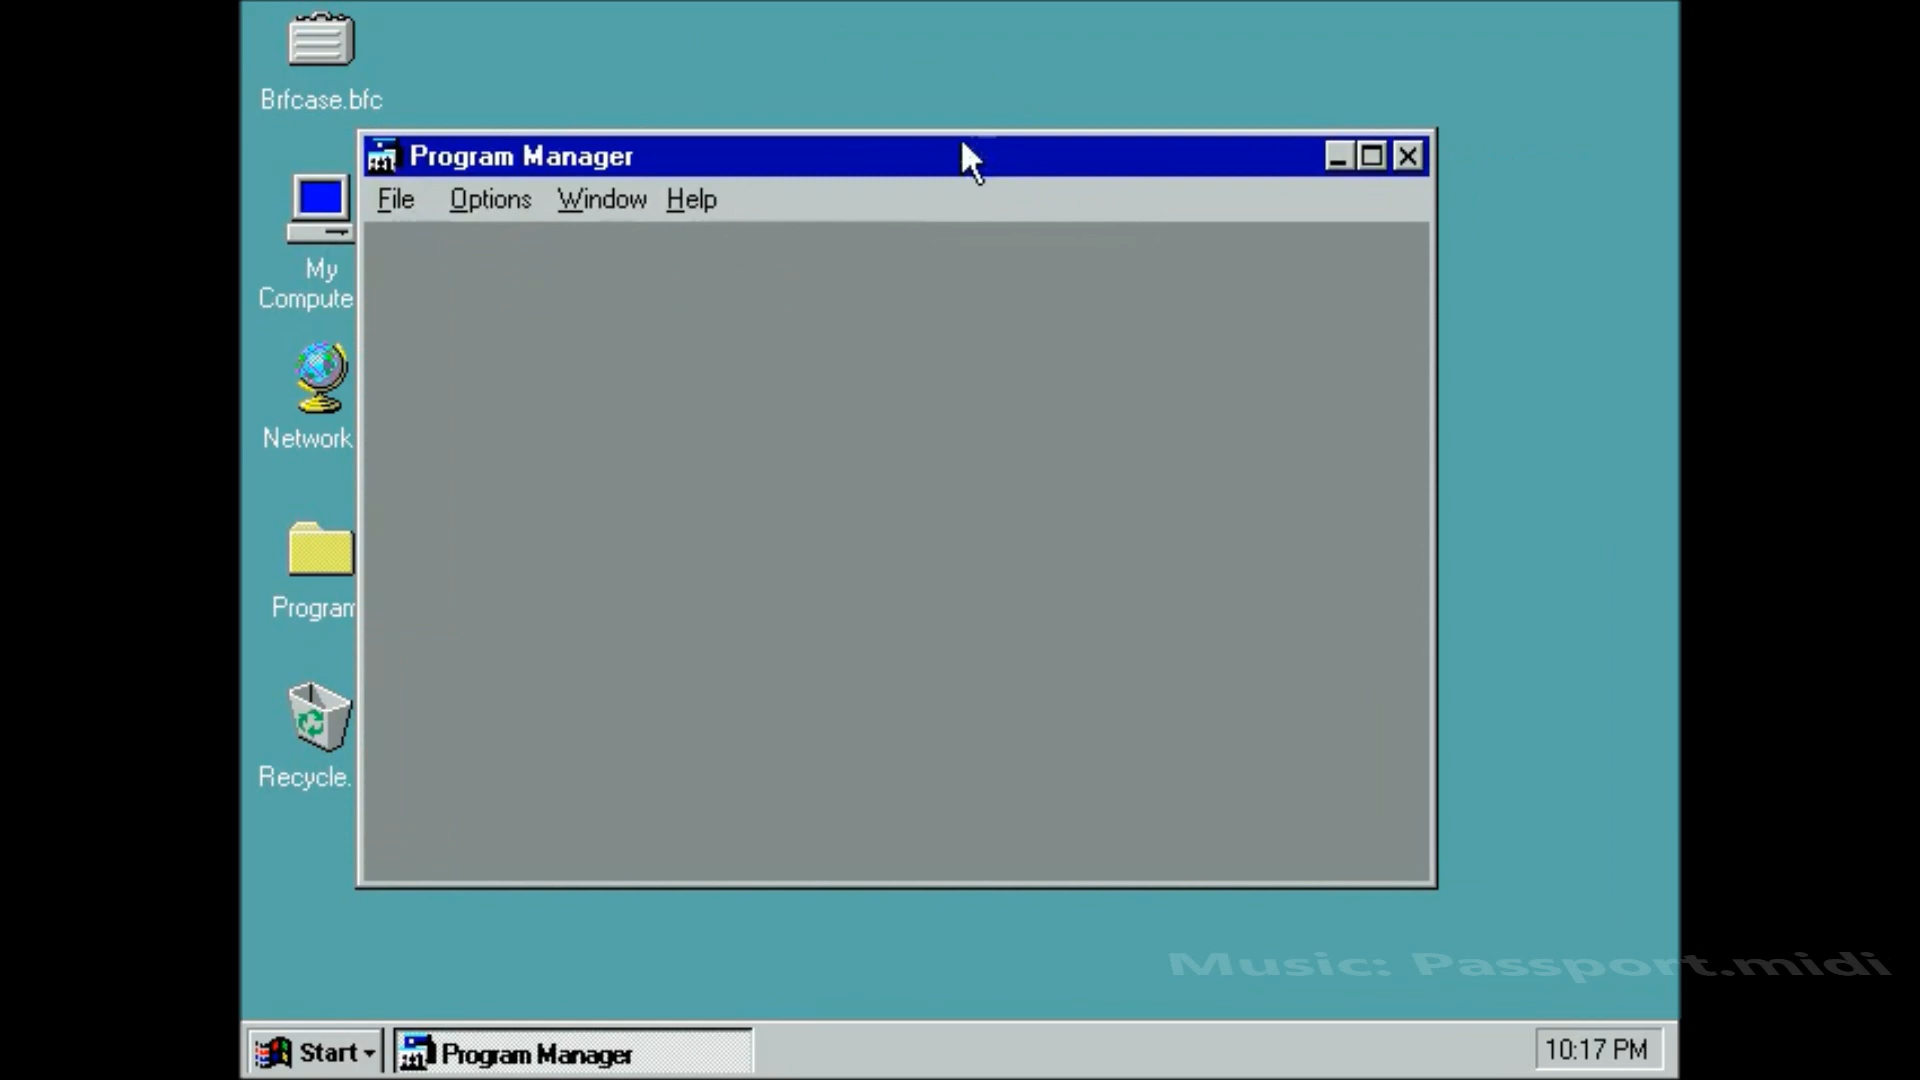 Brfcase.bfc
Program Manager
File Options Window Help
My
Compute
Network
Program
Recycle.
Music: Passport.midi
Start Program Manager 10:17 PM